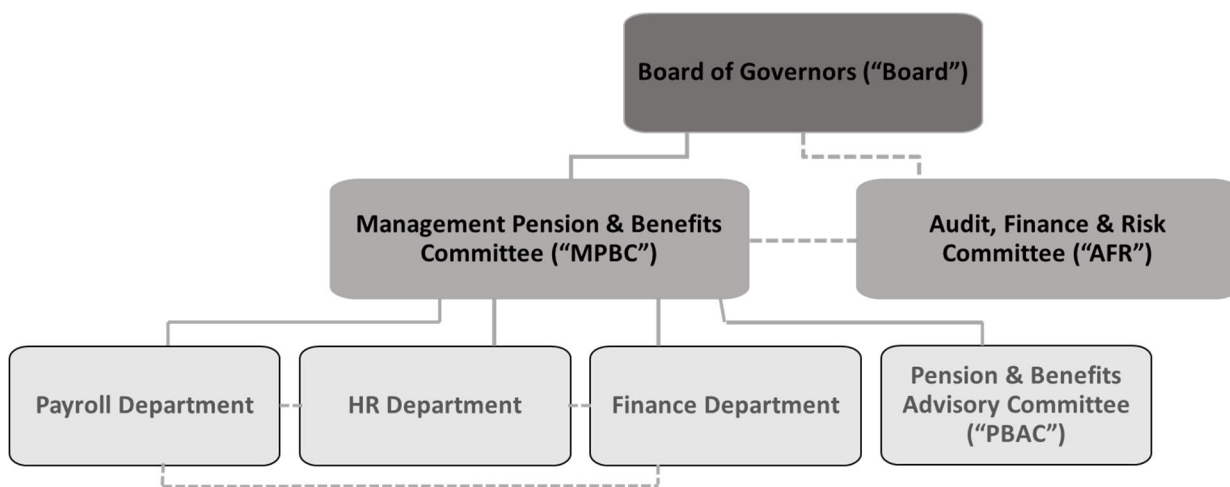 Board of Governors (“Board”)
Management Pension & Benefits
Committee (“MPBC”)
Audit, Finance & Risk
Committee (“AFR”)
Payroll Department
HR Department
Finance Department
Pension & Benefits
Advisory Committee
(“PBAC”)